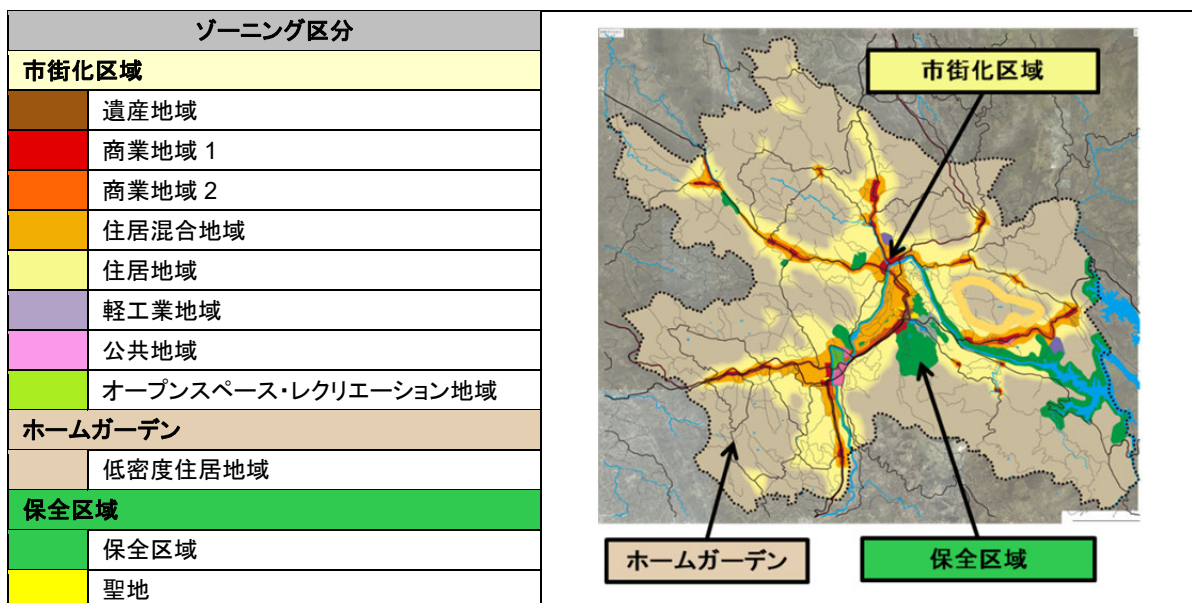 ゾーニング区分
市街化区域
遺産地域
商業地域 1
商業地域 2
住居混合地域
住居地域
軽工業地域
公共地域
オープンスペース・レクリエーション地域
ホームガーデン
低密度住居地域
保全区域
保全区域
聖地
市街化区域
ホームガーデン
保全区域